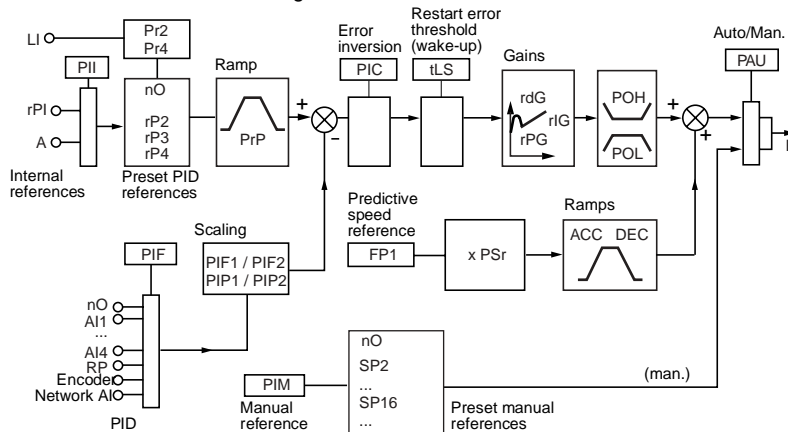 LI
Pr2
Pr4
PII
rPI
A
Internal
references
nO
rP2
rP3
rP4
Preset PID
references
Ramp
PrP
+
–
Error
inversion
PIC
Restart error
threshold
(wake-up)
tLS
Gains
rdG
rIG
rPG
POH
POL
+
+
Auto/Man.
PAU
Scaling
PIF1 / PIF2
PIP1 / PIP2
PIF
nO
AI1
...
AI4
RP
Encoder
Network AI
PID
Predictive
speed
reference
FP1
x PSr
Ramps
ACC DEC
PIM
Manual
reference
nO
SP2
...
SP16
...
Preset manual
references
(man.)